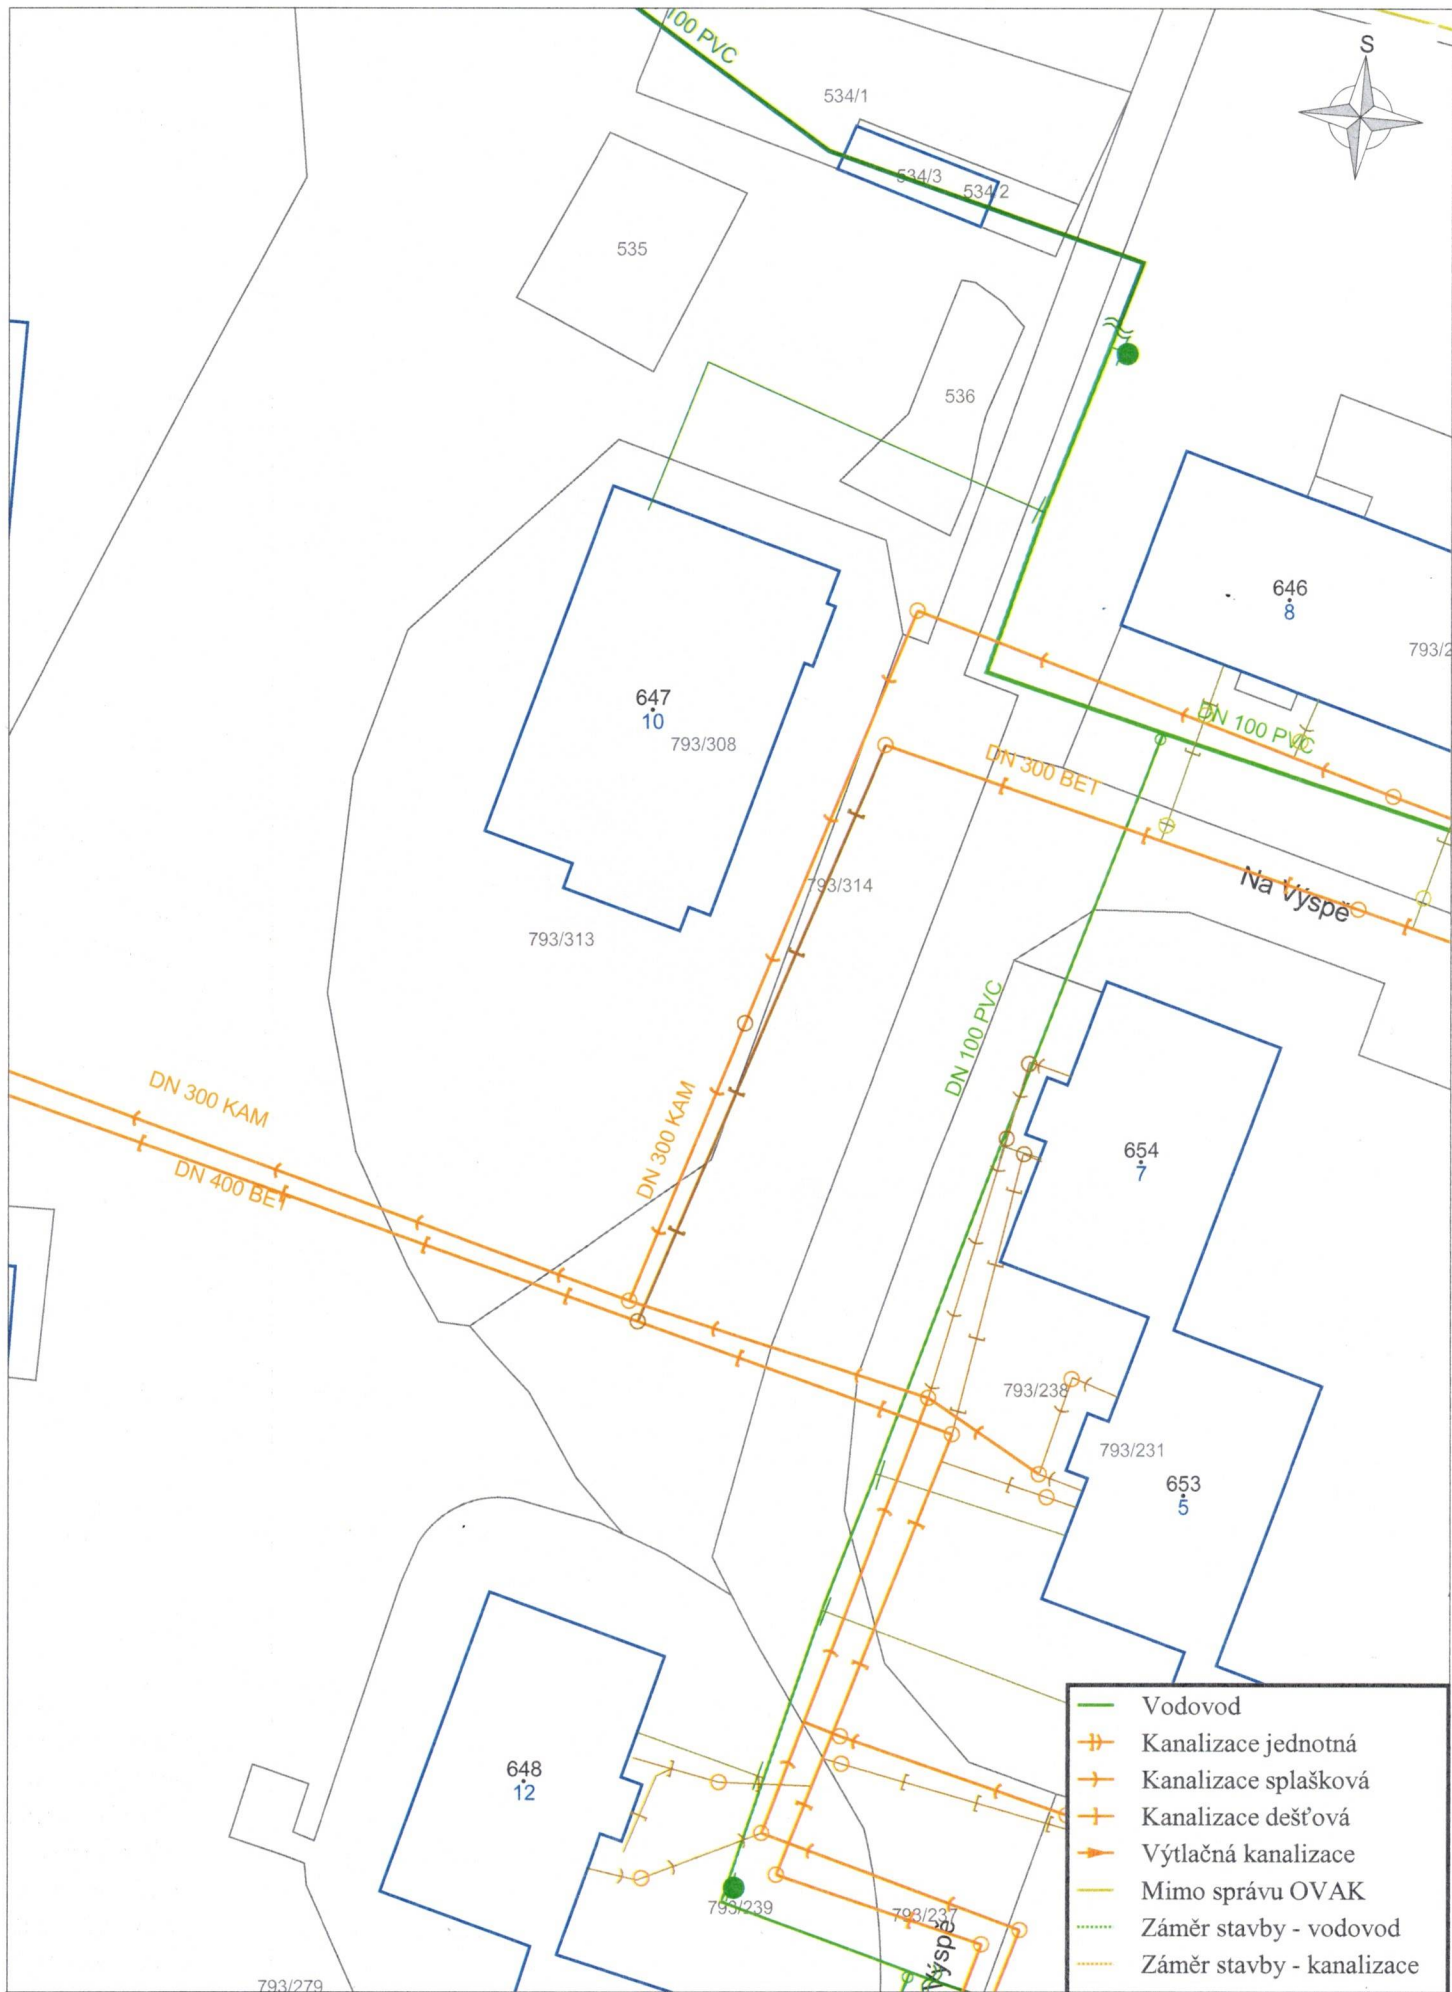 100 PVC
S
534/1
534/3
534/2
535
536
646
8
793/2
647
10
793/308
DN 100 PVC
DN 300 BET
793/314
Na Výspě
793/313
DN 100 PVC
DN 300 KAM
DN 300 KAM
DN 400 BET
654
7
793/238
793/231
653
5
648
12
793/239
793/237
Výspě
793/279
Vodovod
Kanalizace jednotná
Kanalizace splašková
Kanalizace dešťová
Výtlačná kanalizace
Mimo správu OVAK
Záměr stavby - vodovod
Záměr stavby - kanalizace